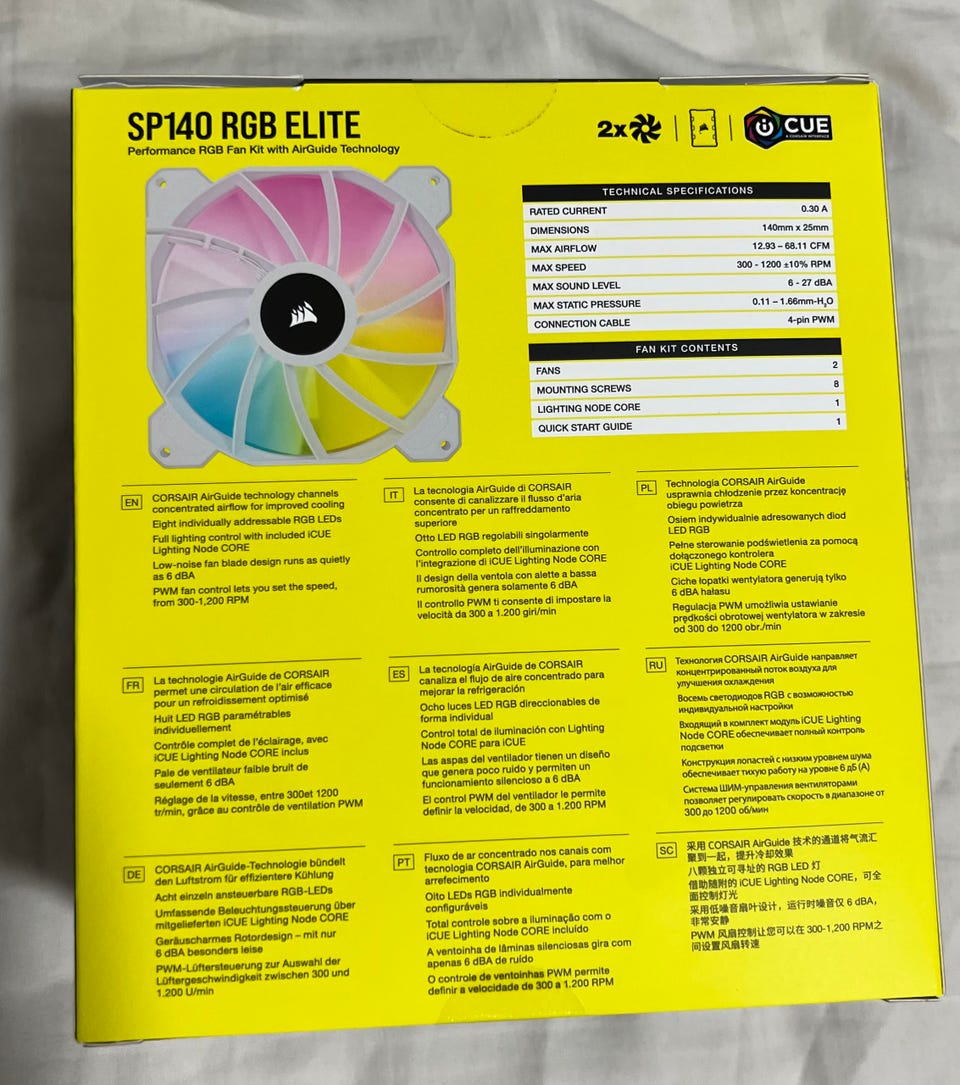 SP140 RGB ELITE
Performance RGB Fan Kit with AirGuide Technology
2x
iCUE
A CORSAIR INTERFACE
TECHNICAL SPECIFICATIONS
RATED CURRENT 0.30 A
DIMENSIONS 140mm x 25mm
MAX AIRFLOW 12.93 – 68.11 CFM
MAX SPEED 300 - 1200 ±10% RPM
MAX SOUND LEVEL 6 - 27 dBA
MAX STATIC PRESSURE 0.11 – 1.66mm-H₂O
CONNECTION CABLE 4-pin PWM
FAN KIT CONTENTS
FANS 2
MOUNTING SCREWS 8
LIGHTING NODE CORE 1
QUICK START GUIDE 1
EN
CORSAIR AirGuide technology channels
concentrated airflow for improved cooling
Eight individually addressable RGB LEDs
Full lighting control with included iCUE
Lighting Node CORE
Low-noise fan blade design runs as quietly
as 6 dBA
PWM fan control lets you set the speed,
from 300-1,200 RPM
IT
La tecnologia AirGuide di CORSAIR
consente di canalizzare il flusso d'aria
concentrato per un raffreddamento
superiore
Otto LED RGB regolabili singolarmente
Controllo completo dell'illuminazione con
l'integrazione di iCUE Lighting Node CORE
Il design della ventola con alette a bassa
rumorosità genera solamente 6 dBA
Il controllo PWM ti consente di impostare la
velocità da 300 a 1.200 giri/min
PL
Technologia CORSAIR AirGuide
usprawnia chłodzenie przez koncentrację
obiegu powietrza
Osiem indywidualnie adresowanych diod
LED RGB
Pełne sterowanie podświetlenia za pomocą
dołączonego kontrolera
iCUE Lighting Node CORE
Ciche łopatki wentylatora generują tylko
6 dBA hałasu
Regulacja PWM umożliwia ustawianie
prędkości obrotowej wentylatora w zakresie
od 300 do 1200 obr./min
FR
La technologie AirGuide de CORSAIR
permet une circulation de l'air efficace
pour un refroidissement optimisé
Huit LED RGB paramétrables
individuellement
Contrôle complet de l'éclairage, avec
iCUE Lighting Node CORE inclus
Pale de ventilateur faible bruit de
seulement 6 dBA
Réglage de la vitesse, entre 300et 1200
tr/min, grâce au contrôle de ventilation PWM
ES
La tecnología AirGuide de CORSAIR
canaliza el flujo de aire concentrado para
mejorar la refrigeración
Ocho luces LED RGB direccionables de
forma individual
Control total de iluminación con Lighting
Node CORE para iCUE
Las aspas del ventilador tienen un diseño
que genera poco ruido y permiten un
funcionamiento silencioso a 6 dBA
El control PWM del ventilador le permite
definir la velocidad, de 300 a 1.200 RPM
RU
Технология CORSAIR AirGuide направляет
концентрированный поток воздуха для
улучшения охлаждения
Восемь светодиодов RGB с возможностью
индивидуальной настройки
Входящий в комплект модуль iCUE Lighting
Node CORE обеспечивает полный контроль
подсветки
Конструкция лопастей с низким уровнем шума
обеспечивает тихую работу на уровне 6 дБ (А)
Система ШИМ-управления вентиляторами
позволяет регулировать скорость в диапазоне от
300 до 1200 об/мин
DE
CORSAIR AirGuide-Technologie bündelt
den Luftstrom für effizientere Kühlung
Acht einzeln ansteuerbare RGB-LEDs
Umfassende Beleuchtungssteuerung über
mitgelieferten iCUE Lighting Node CORE
Geräuscharmes Rotordesign – mit nur
6 dBA besonders leise
PWM-Lüftersteuerung zur Auswahl der
Lüftergeschwindigkeit zwischen 300 und
1.200 U/min
PT
Fluxo de ar concentrado nos canais com
tecnologia CORSAIR AirGuide, para melhor
arrefecimento
Oito LEDs RGB individualmente
configuráveis
Total controle sobre a iluminação com o
iCUE Lighting Node CORE incluído
A ventoinha de lâminas silenciosas gira com
apenas 6 dBA de ruído
O controle de ventoinhas PWM permite
definir a velocidade de 300 a 1.200 RPM
SC
采用 CORSAIR AirGuide 技术的通道将气流汇
聚到一起，提升冷却效果
八颗独立可寻址的 RGB LED 灯
借助随附的 iCUE Lighting Node CORE，可全
面控制灯光
采用低噪音扇叶设计，运行时噪音仅 6 dBA，
非常安静
PWM 风扇控制让您可以在 300-1,200 RPM之
间设置风扇转速